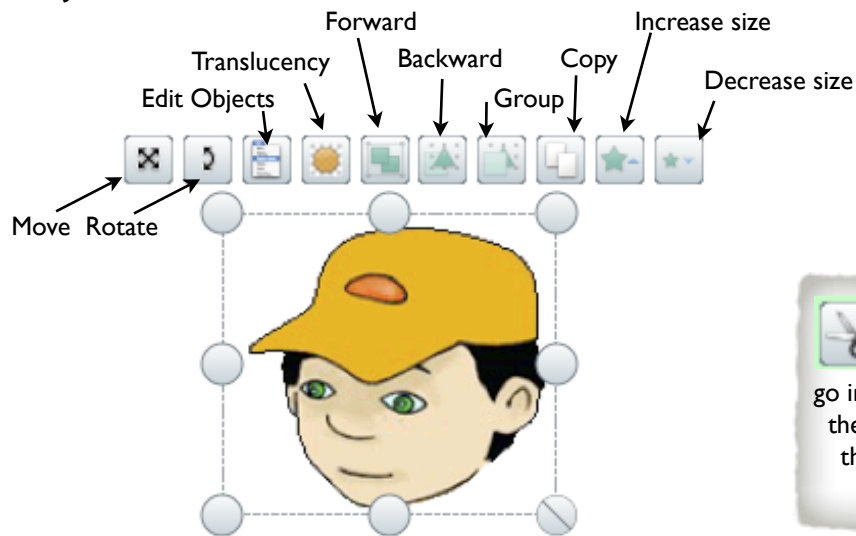 Forward
Increase size
Translucency
Backward
Copy
Decrease size
Edit Objects
Group
Move
Rotate
go in
the
th